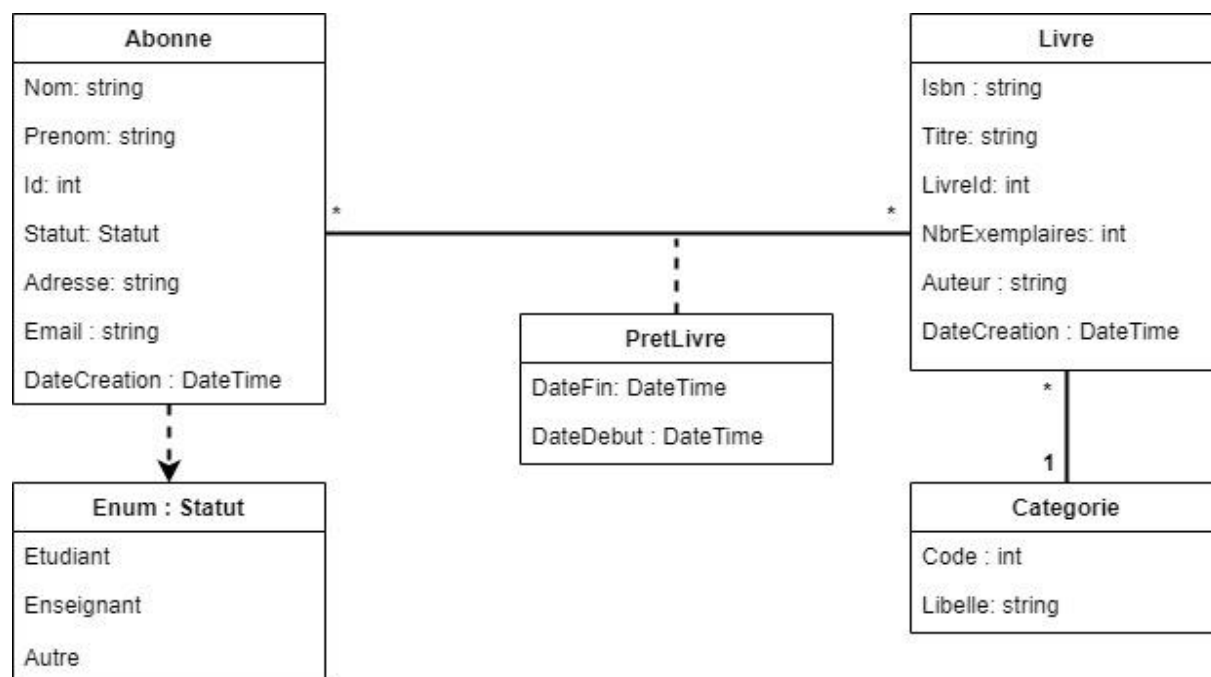 Abonne
Nom: string
Prenom: string
Id: int
Statut: Statut
Adresse: string
Email : string
DateCreation : DateTime
*
*
Livre
Isbn : string
Titre: string
LivreId: int
NbrExemplaires: int
Auteur : string
DateCreation : DateTime
*
1
PretLivre
DateFin: DateTime
DateDebut : DateTime
Enum : Statut
Etudiant
Enseignant
Autre
Categorie
Code : int
Libelle: string